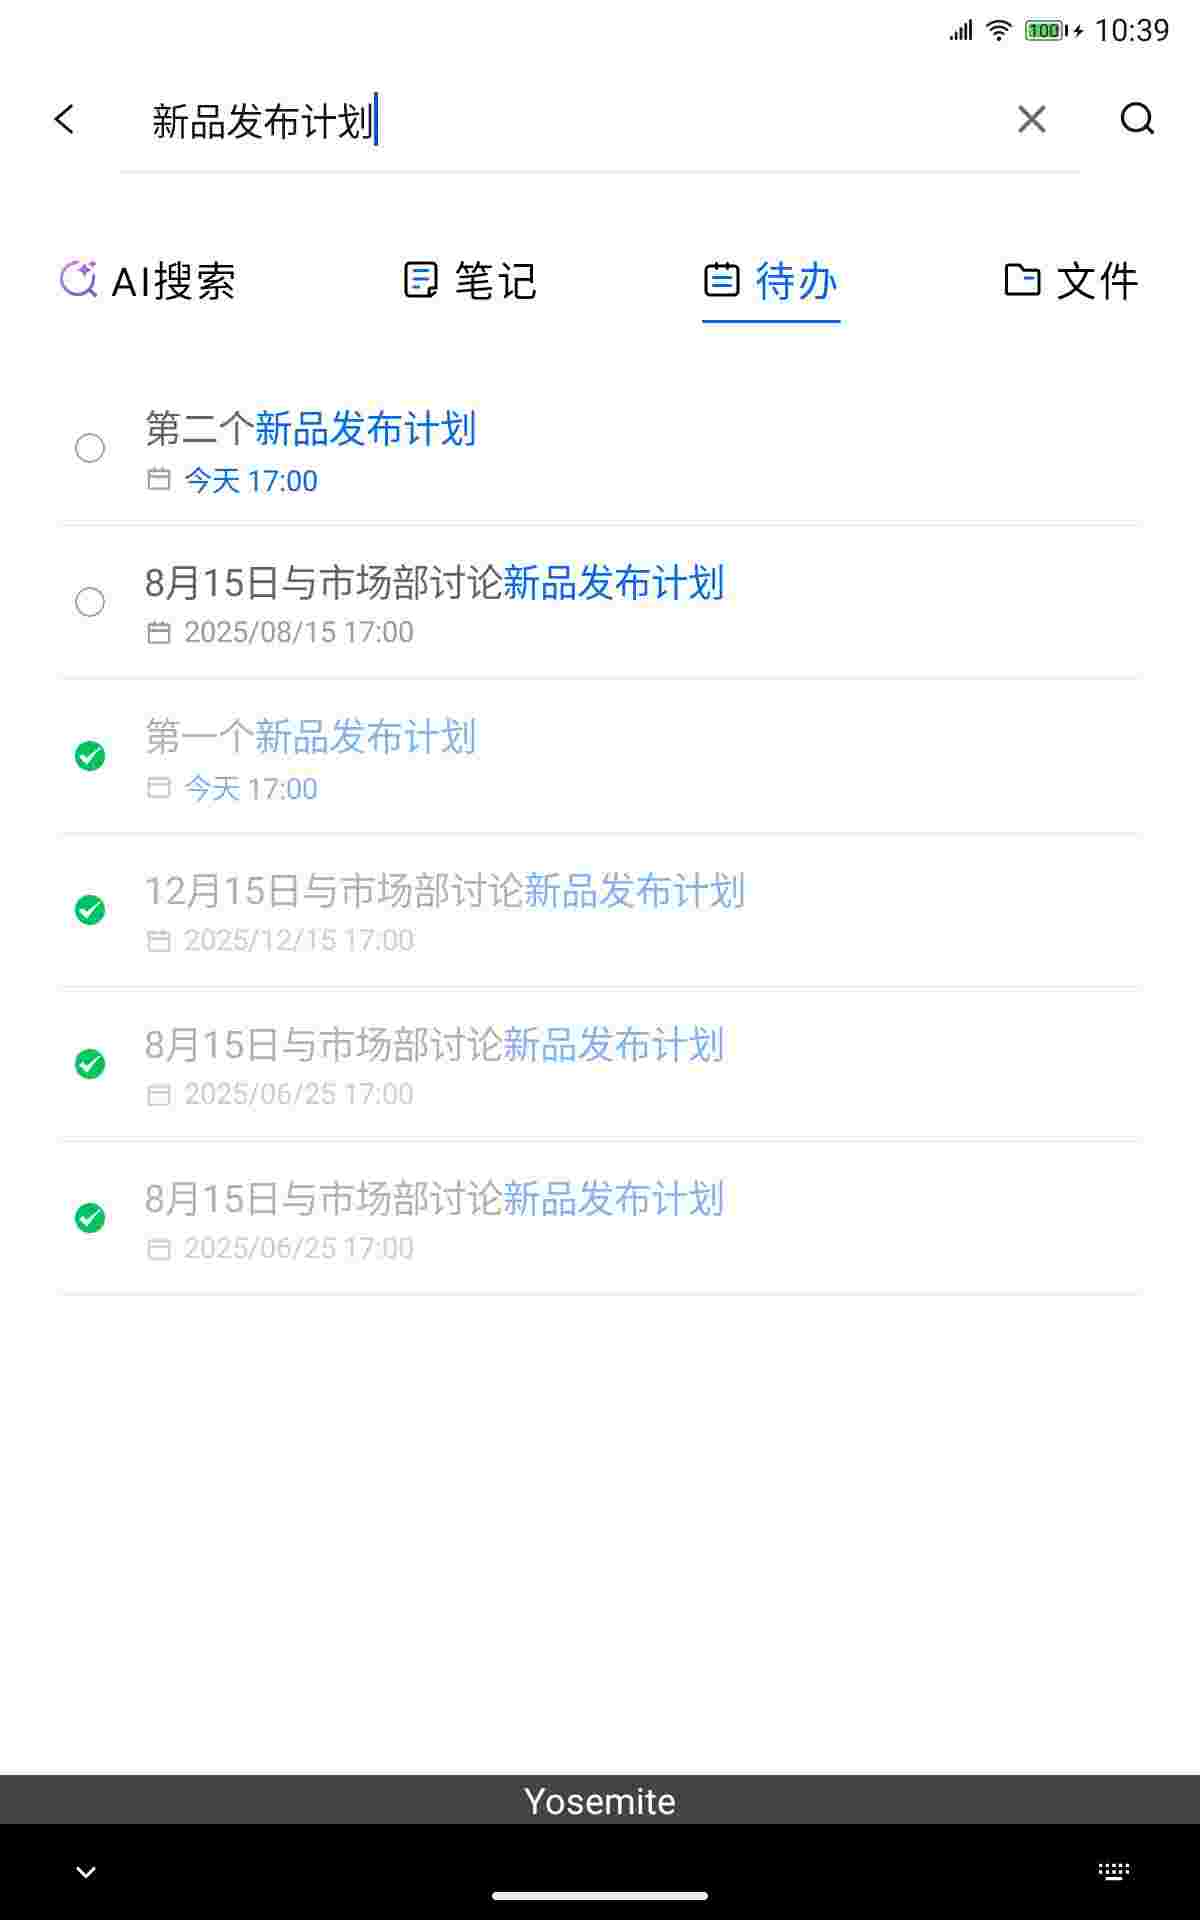 100 10:39
新品发布计划
AI搜索 笔记 待办 文件
第二个新品发布计划
今天 17:00
8月15日与市场部讨论新品发布计划
2025/08/15 17:00
第一个新品发布计划
今天 17:00
12月15日与市场部讨论新品发布计划
2025/12/15 17:00
8月15日与市场部讨论新品发布计划
2025/06/25 17:00
8月15日与市场部讨论新品发布计划
2025/06/25 17:00
Yosemite